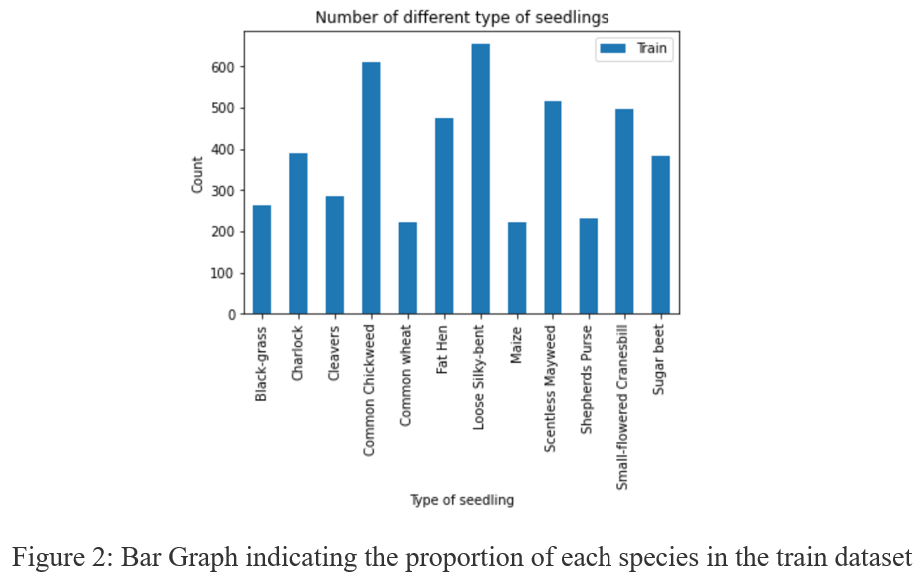 Number of different type of seedlings
Train
Count
600
500
400
300
200
100
0
Black-grass
Charlock
Cleavers
Common Chickweed
Common wheat
Fat Hen
Loose Silky-bent
Maize
Scentless Mayweed
Shepherds Purse
Small-flowered Cranesbill
Sugar beet
Type of seedling
Figure 2: Bar Graph indicating the proportion of each species in the train dataset